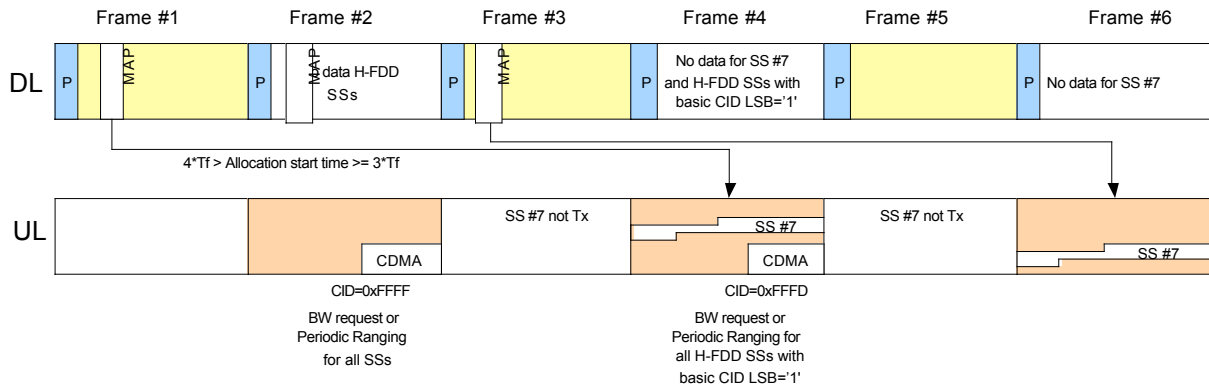 Frame #1 Frame #2 Frame #3 Frame #4 Frame #5 Frame #6
DL
P
MAP
P
MAP
data H-FDD
SSs
P
MAP
P
No data for SS #7
and H-FDD SSs with
basic CID LSB='1'
P
P
No data for SS #7
4*Tf > Allocation start time >= 3*Tf
UL
CDMA
SS #7 not Tx
SS #7
CDMA
SS #7 not Tx
SS #7
CID=0xFFFF
BW request or
Periodic Ranging
for all SSs
CID=0xFFFD
BW request or
Periodic Ranging for
all H-FDD SSs with
basic CID LSB='1'